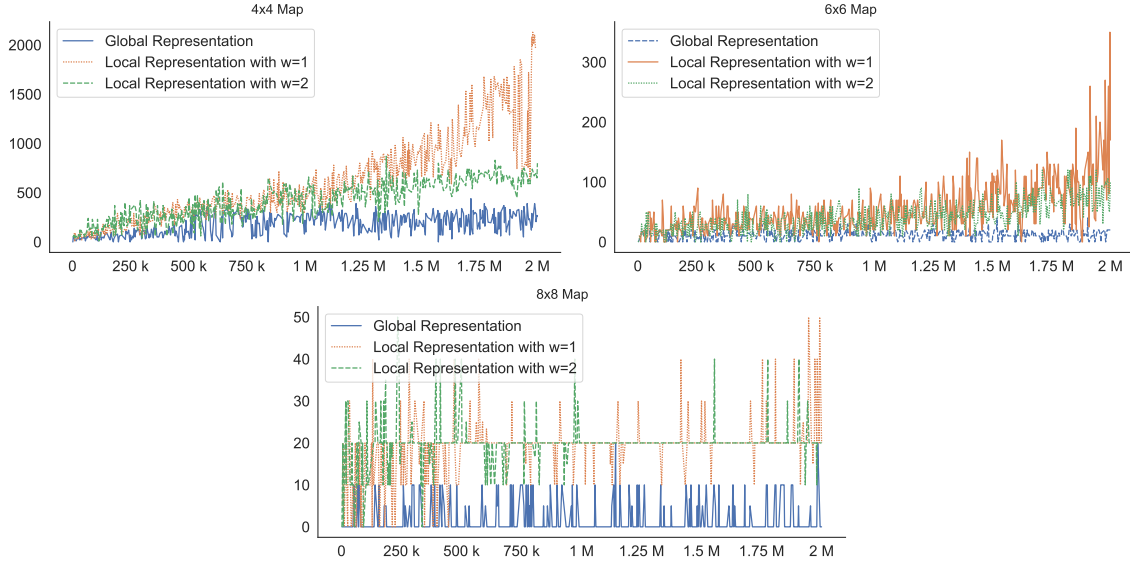 4x4 Map
Global Representation
Local Representation with w=1
Local Representation with w=2
2000
1500
1000
500
0
0 250 k 500 k 750 k 1 M 1.25 M 1.5 M 1.75 M 2 M
6x6 Map
Global Representation
Local Representation with w=1
Local Representation with w=2
300
200
100
0
0 250 k 500 k 750 k 1 M 1.25 M 1.5 M 1.75 M 2 M
8x8 Map
Global Representation
Local Representation with w=1
Local Representation with w=2
50
40
30
20
10
0
0 250 k 500 k 750 k 1 M 1.25 M 1.5 M 1.75 M 2 M